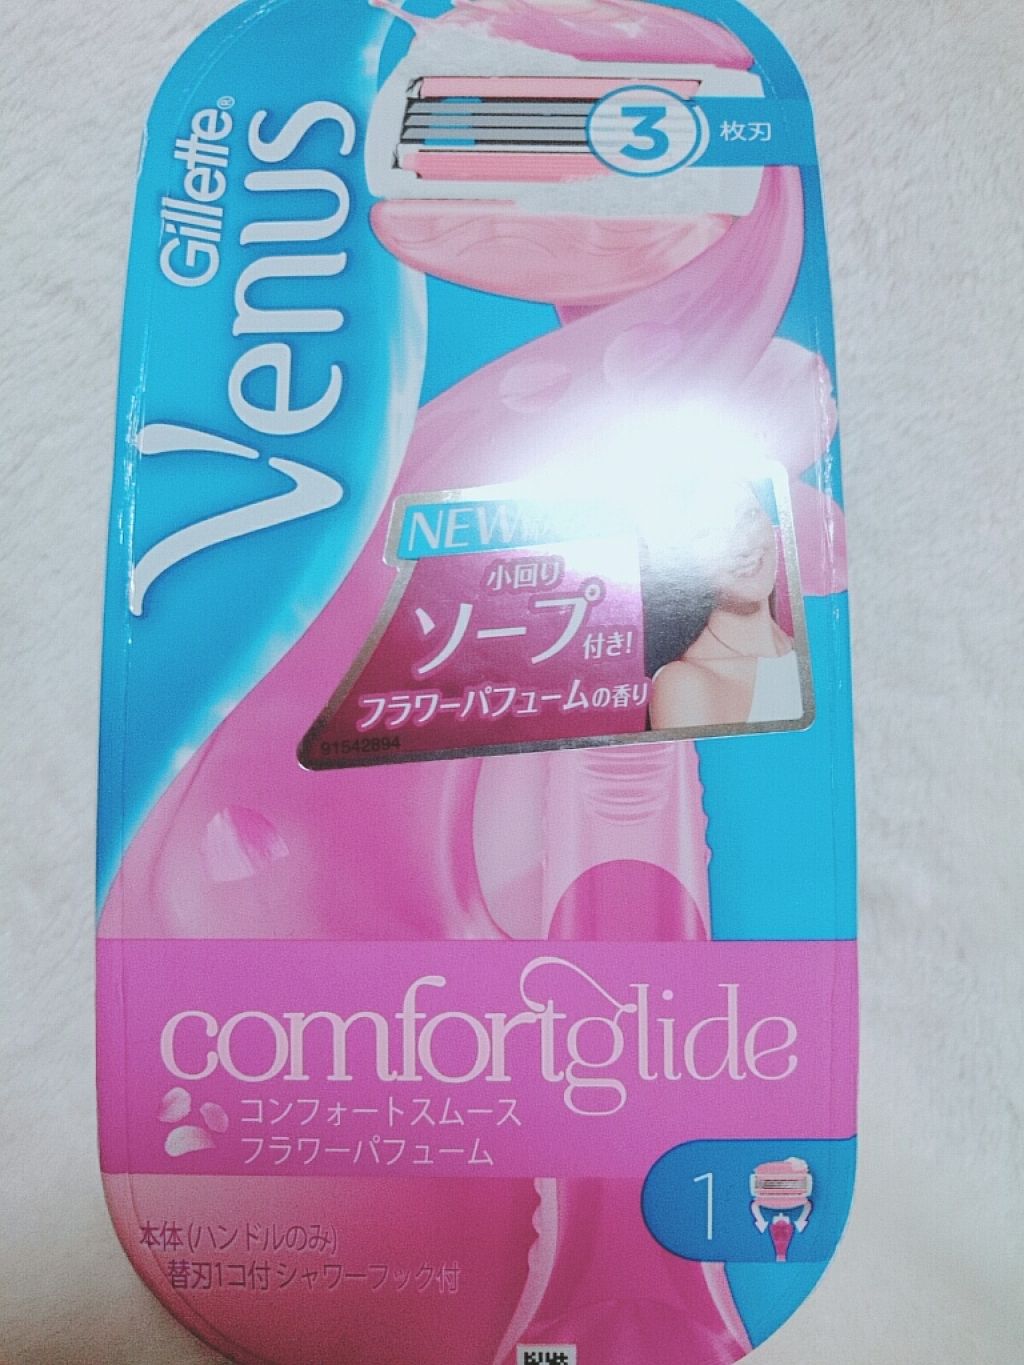 Gillette®
Venus
3
枚刃
NEW
小回り
ソープ付き!
フラワーパフュームの香り
91542894
comfortglide
コンフォートスムース
フラワーパフューム
1
本体(ハンドルのみ)
替刃1コ付 シャワーフック付